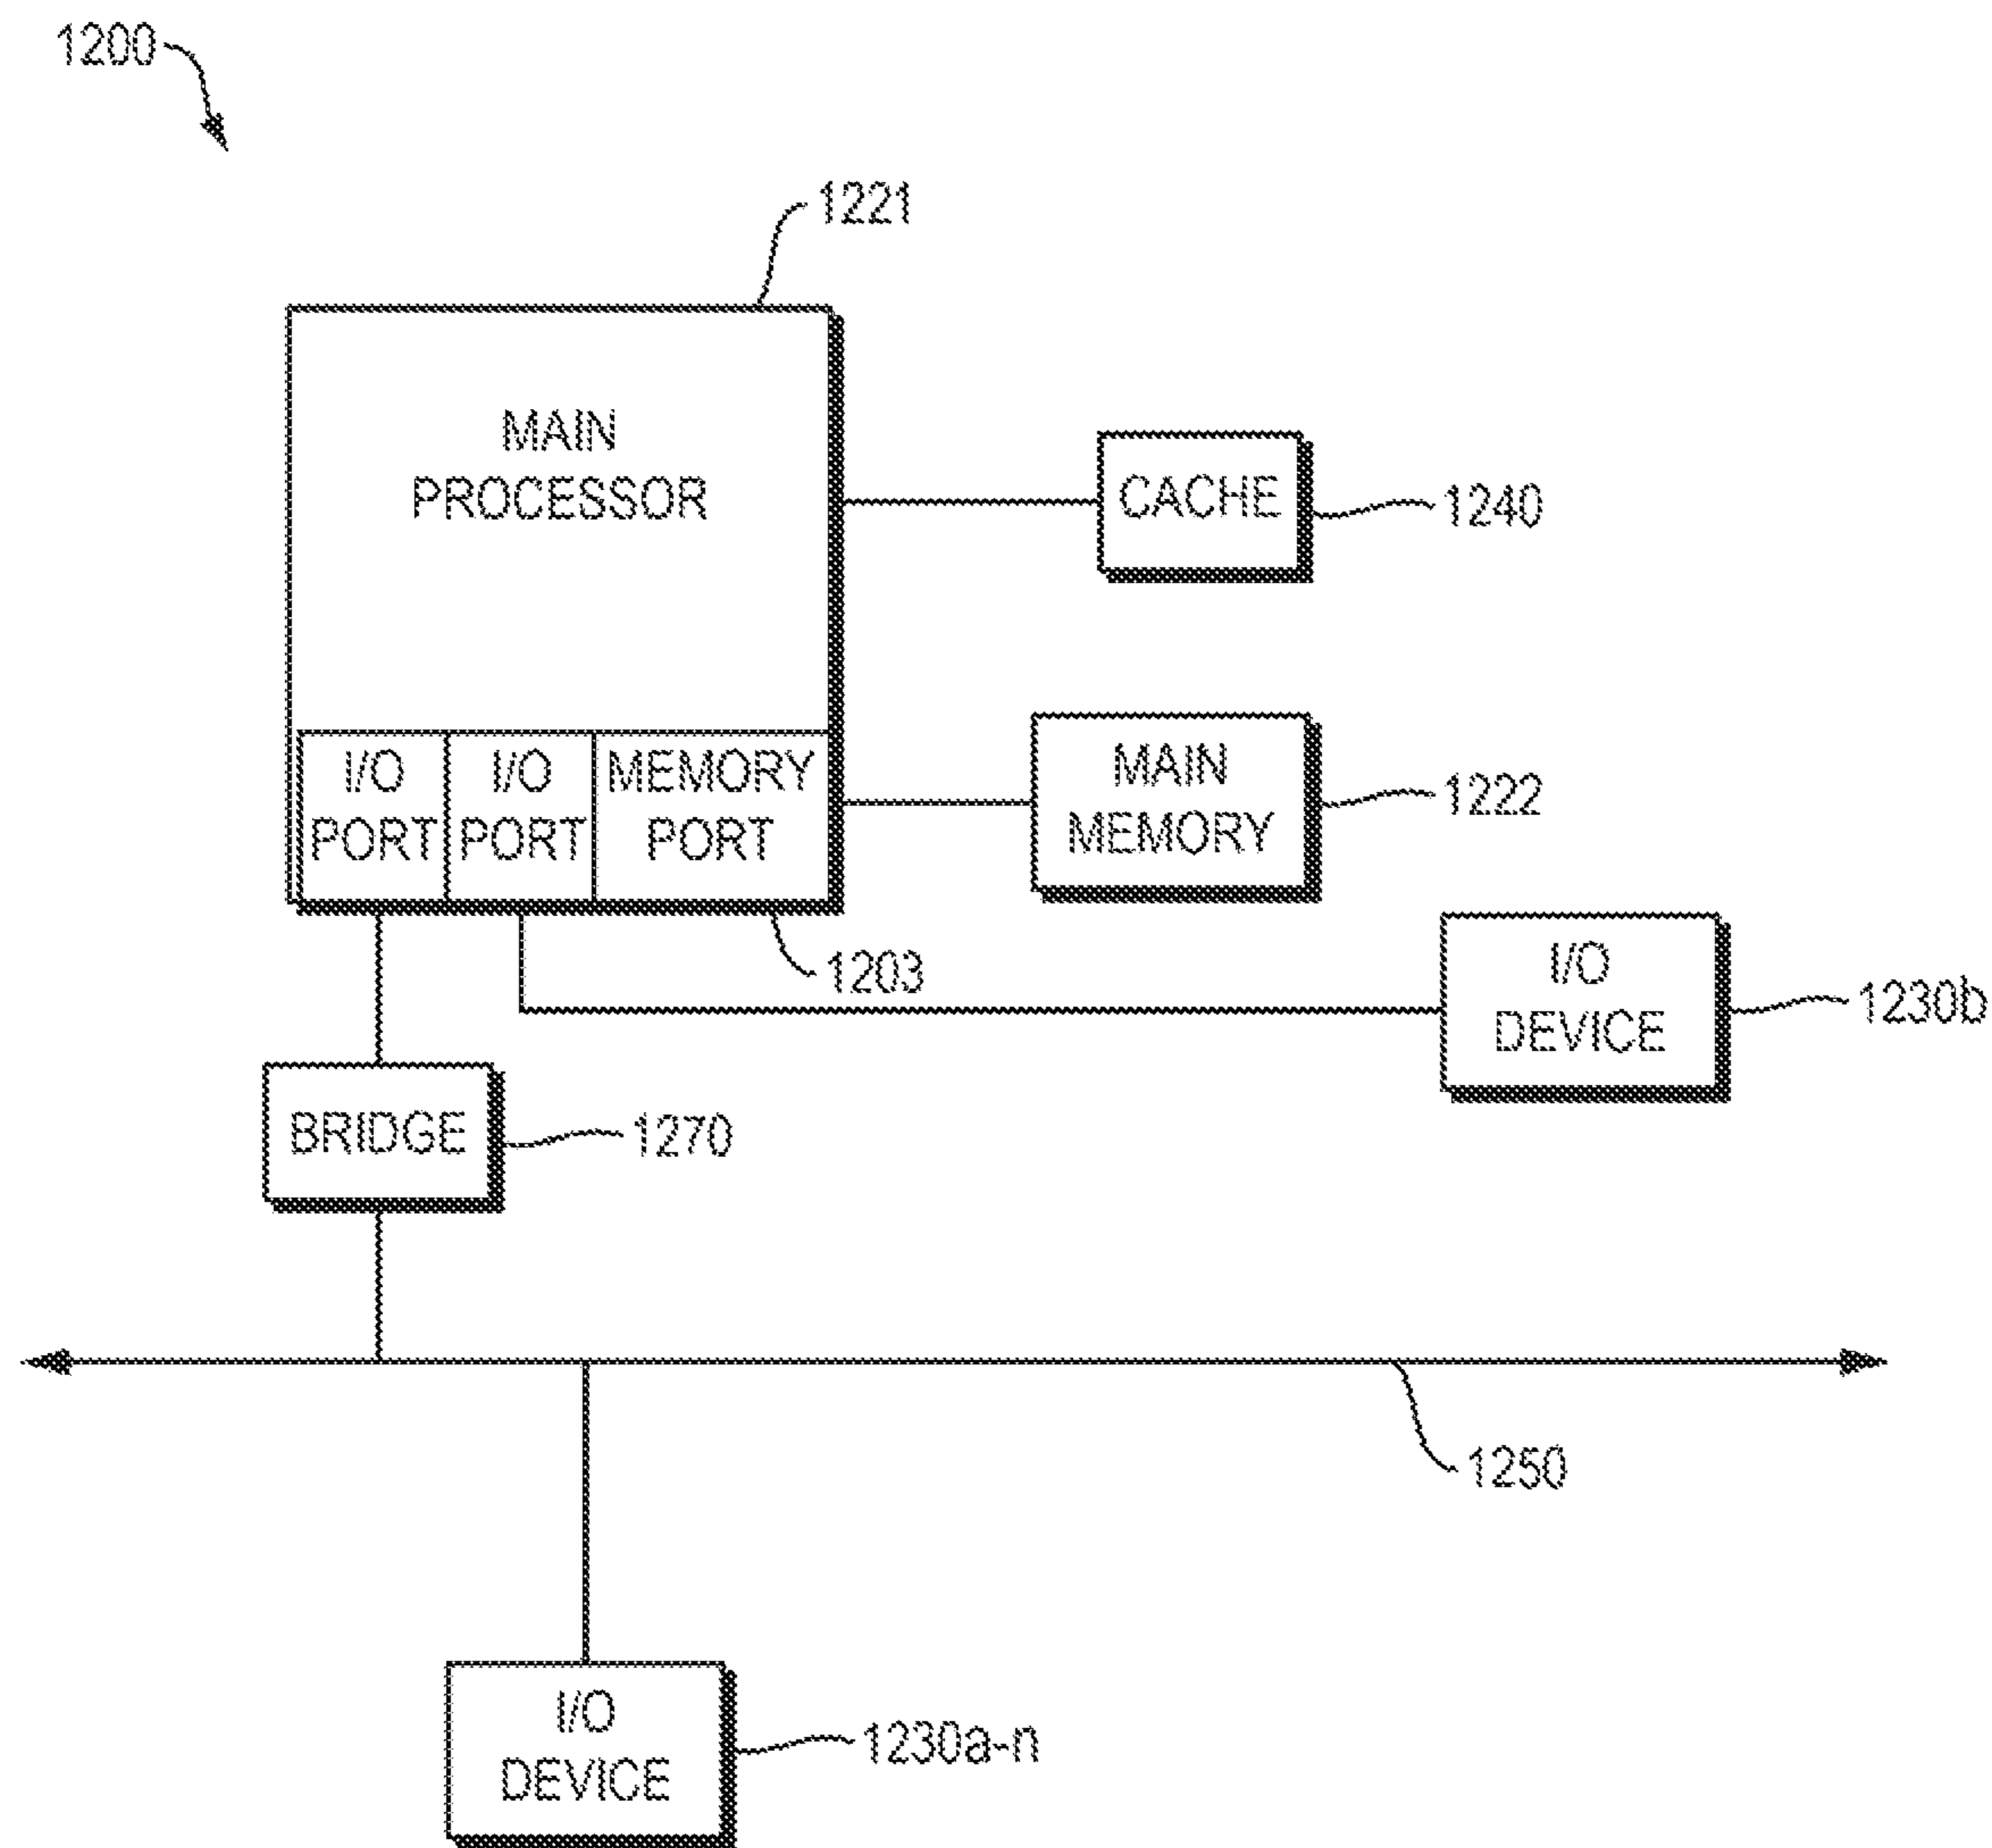 1200
1221
MAIN
PROCESSOR
CACHE
1240
I/O
PORT
I/O
PORT
MEMORY
PORT
MAIN
MEMORY
1222
1203
I/O
DEVICE
1230b
BRIDGE
1270
1250
I/O
DEVICE
1230a-n